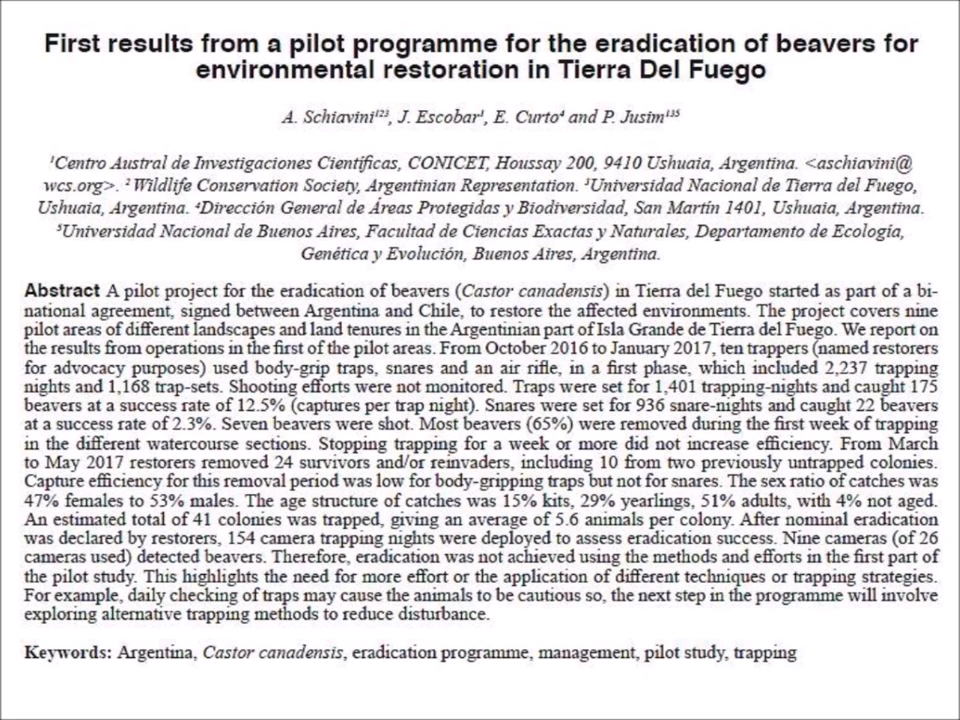 First results from a pilot programme for the eradication of beavers for
environmental restoration in Tierra Del Fuego
A. Schiavini¹²³, J. Escobar¹, E. Curto⁴ and P. Jusim¹³⁵
¹Centro Austral de Investigaciones Científicas, CONICET, Houssay 200, 9410 Ushuaia, Argentina. <aschiavini@
wcs.org>. ² Wildlife Conservation Society, Argentinian Representation. ³Universidad Nacional de Tierra del Fuego,
Ushuaia, Argentina. ⁴Dirección General de Áreas Protegidas y Biodiversidad, San Martín 1401, Ushuaia, Argentina.
⁵Universidad Nacional de Buenos Aires, Facultad de Ciencias Exactas y Naturales, Departamento de Ecología,
Genética y Evolución, Buenos Aires, Argentina.
Abstract A pilot project for the eradication of beavers (Castor canadensis) in Tierra del Fuego started as part of a bi-
national agreement, signed between Argentina and Chile, to restore the affected environments. The project covers nine
pilot areas of different landscapes and land tenures in the Argentinian part of Isla Grande de Tierra del Fuego. We report on
the results from operations in the first of the pilot areas. From October 2016 to January 2017, ten trappers (named restorers
for advocacy purposes) used body-grip traps, snares and an air rifle, in a first phase, which included 2,237 trapping
nights and 1,168 trap-sets. Shooting efforts were not monitored. Traps were set for 1,401 trapping-nights and caught 175
beavers at a success rate of 12.5% (captures per trap night). Snares were set for 936 snare-nights and caught 22 beavers
at a success rate of 2.3%. Seven beavers were shot. Most beavers (65%) were removed during the first week of trapping
in the different watercourse sections. Stopping trapping for a week or more did not increase efficiency. From March
to May 2017 restorers removed 24 survivors and/or reinvaders, including 10 from two previously untrapped colonies.
Capture efficiency for this removal period was low for body-gripping traps but not for snares. The sex ratio of catches was
47% females to 53% males. The age structure of catches was 15% kits, 29% yearlings, 51% adults, with 4% not aged.
An estimated total of 41 colonies was trapped, giving an average of 5.6 animals per colony. After nominal eradication
was declared by restorers, 154 camera trapping nights were deployed to assess eradication success. Nine cameras (of 26
cameras used) detected beavers. Therefore, eradication was not achieved using the methods and efforts in the first part of
the pilot study. This highlights the need for more effort or the application of different techniques or trapping strategies.
For example, daily checking of traps may cause the animals to be cautious so, the next step in the programme will involve
exploring alternative trapping methods to reduce disturbance.
Keywords: Argentina, Castor canadensis, eradication programme, management, pilot study, trapping